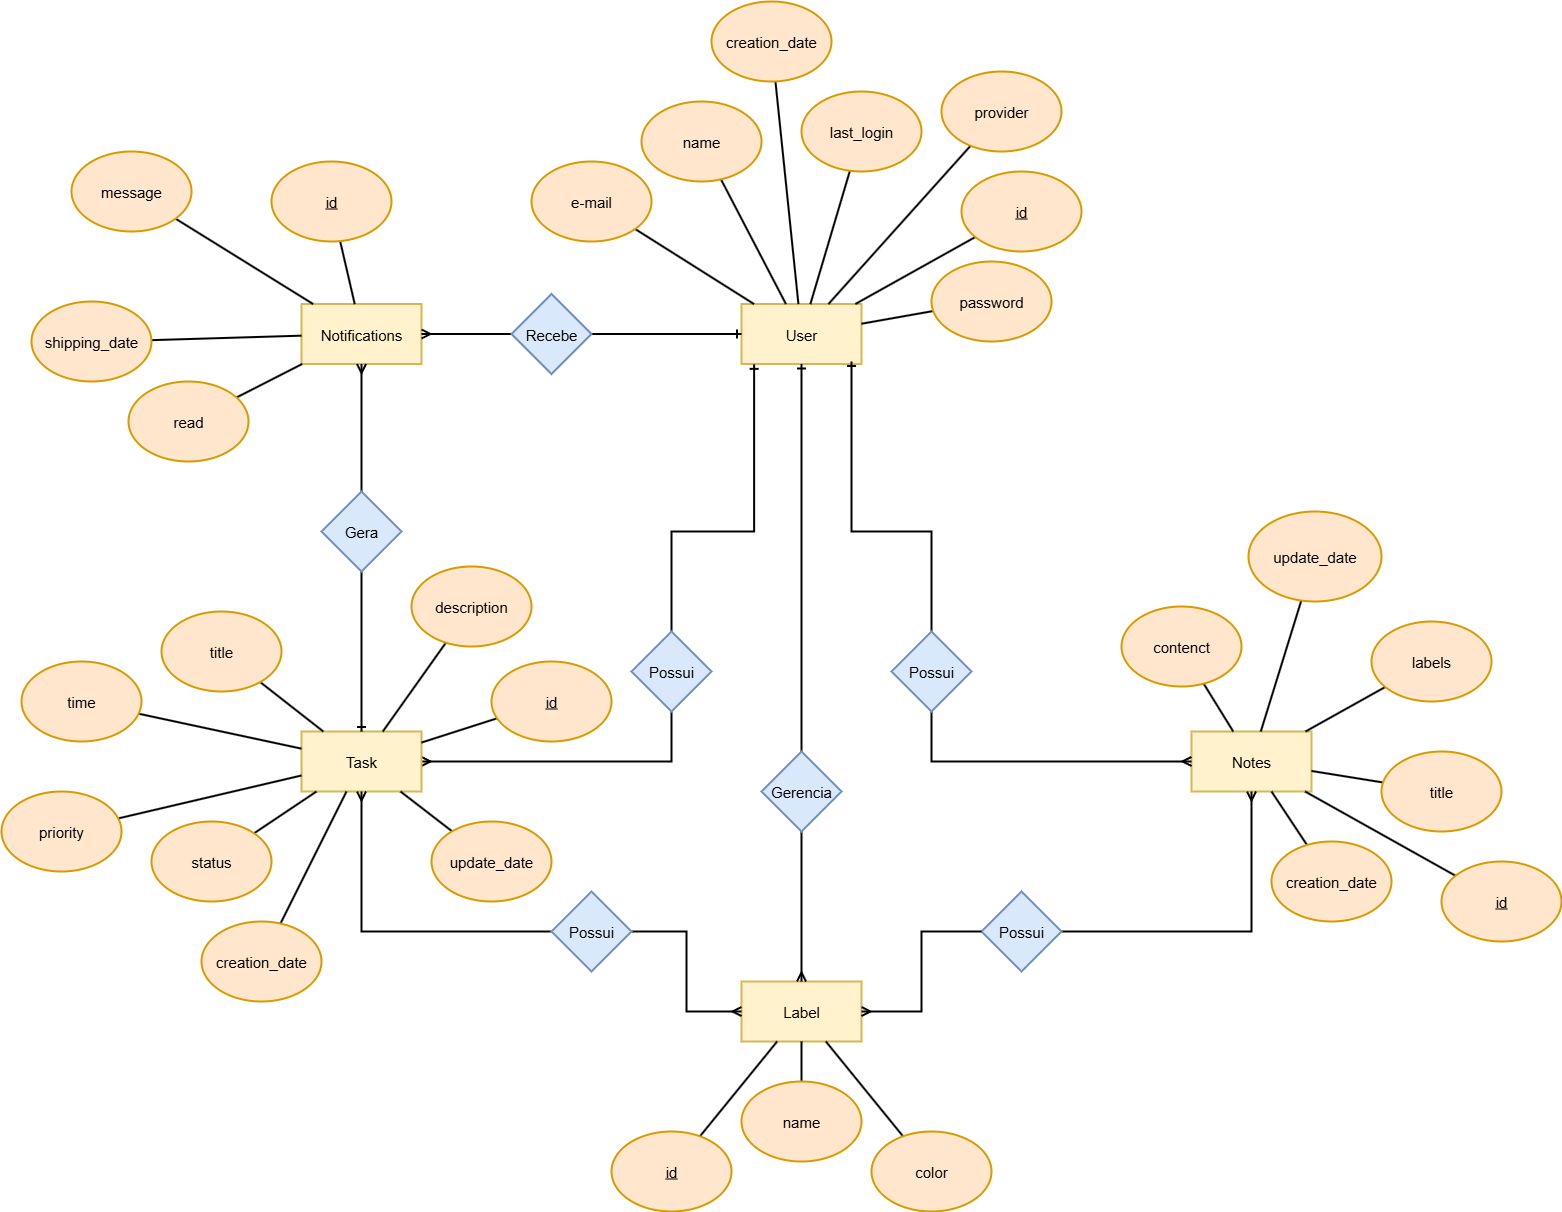 creation_date
provider
last_login
name
message
id
e-mail
id
password
Notifications
Recebe
User
shipping_date
read
Gera
update_date
description
contenct
title
labels
Possui
Possui
time
id
Task
Notes
Gerencia
title
priority
status
update_date
creation_date
id
Possui
Possui
creation_date
Label
name
id
color